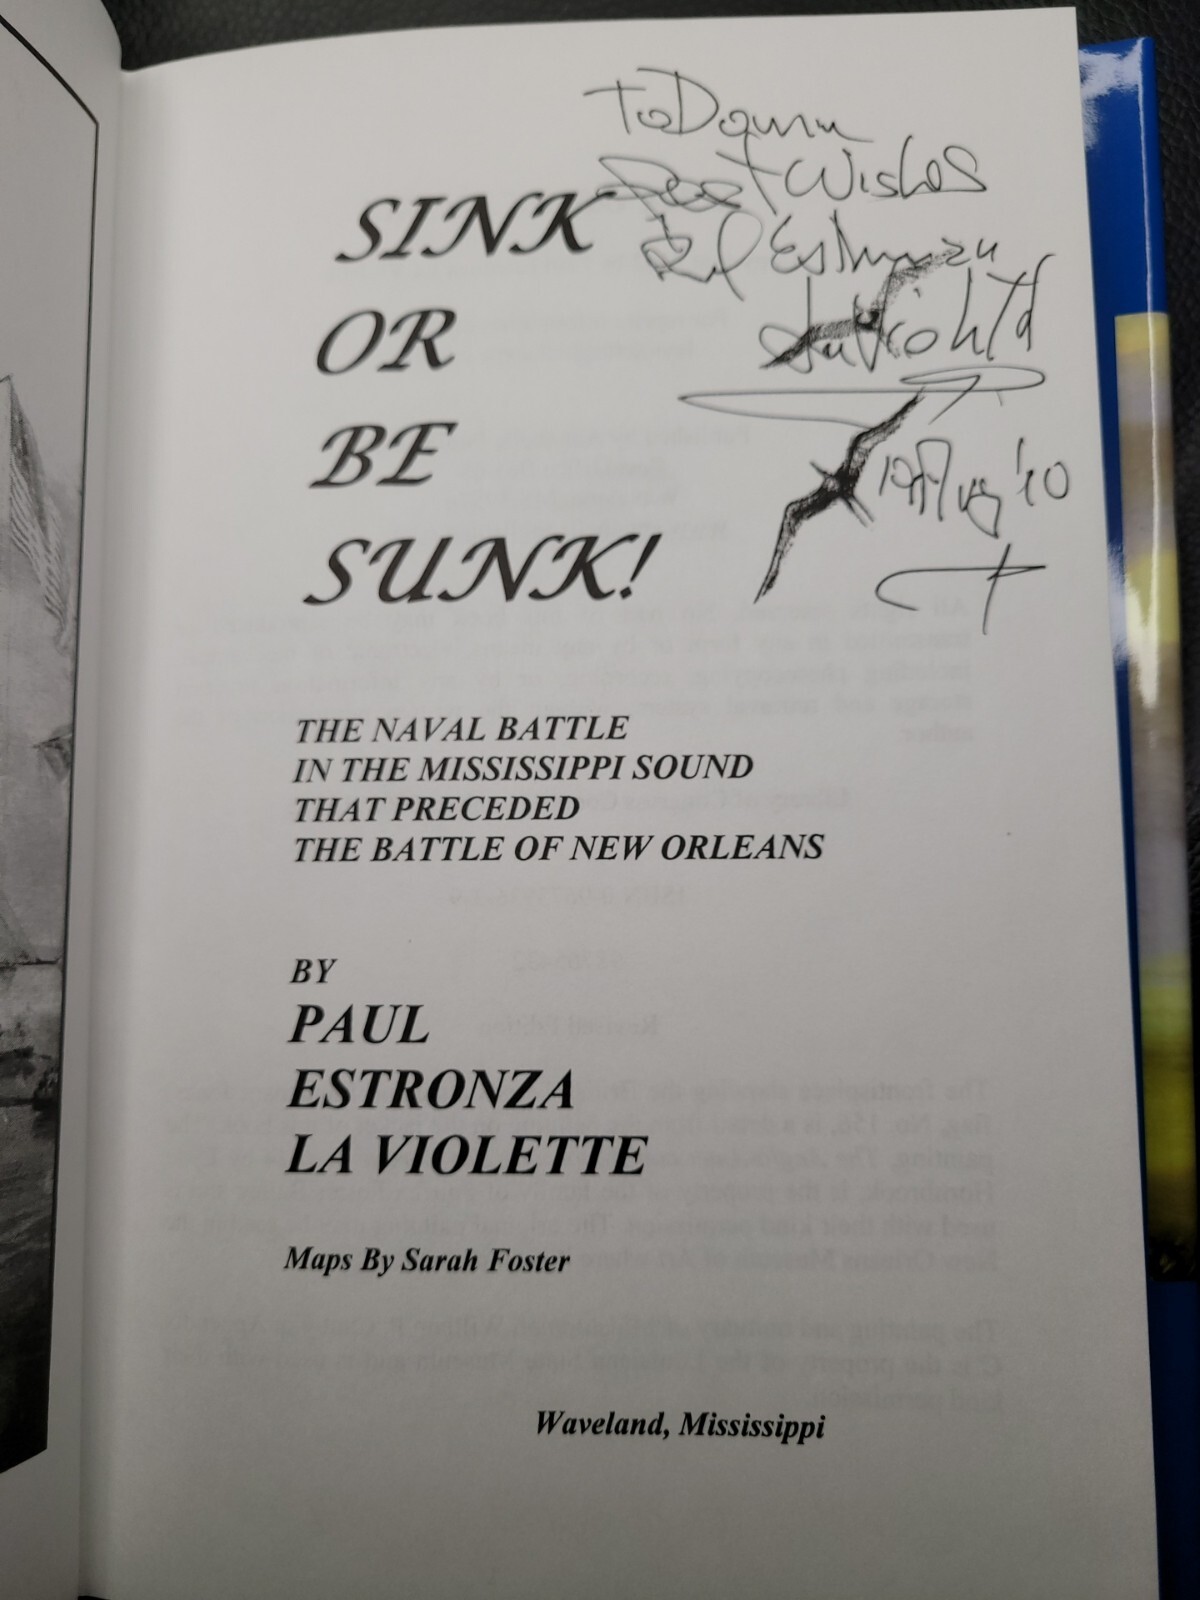 To Dawn
Best Wishes
Paul Estronza
La Violette
Aug '10
SINK
OR
BE
SUNK!
THE NAVAL BATTLE
IN THE MISSISSIPPI SOUND
THAT PRECEDED
THE BATTLE OF NEW ORLEANS
BY
PAUL
ESTRONZA
LA VIOLETTE
Maps By Sarah Foster
Waveland, Mississippi